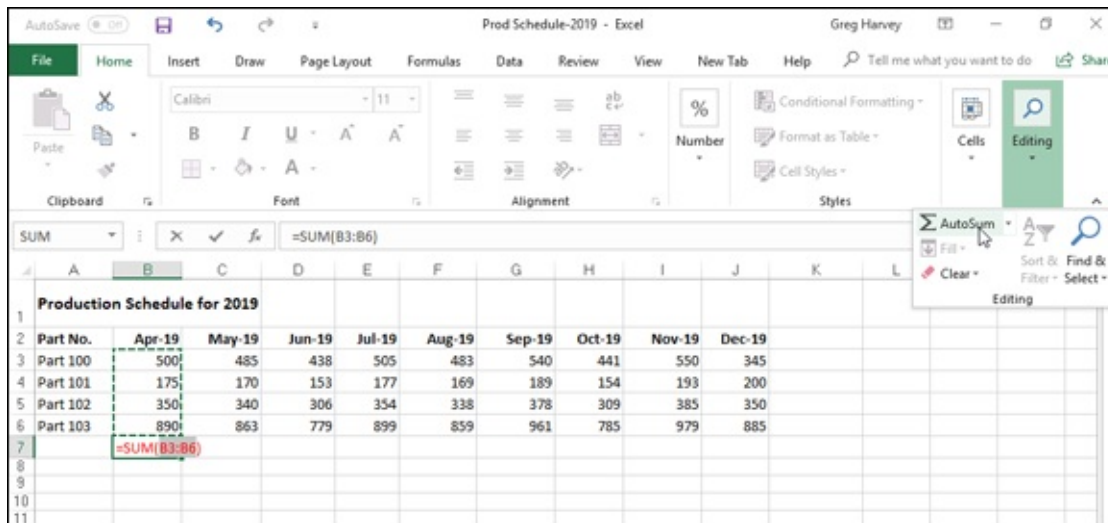 AutoSave Off Prod Schedule-2019 - Excel Greg Harvey
File Home Insert Draw Page Layout Formulas Data Review View New Tab Help Tell me what you want to do Shar
Paste
Clipboard
Calibri 11
B I U A A A
Font
ab
Alignment
%
Number
Conditional Formatting
Format as Table
Cell Styles
Styles
Cells
Editing
Σ AutoSum
Fill
Clear
A
Z
Sort & Filter
Find & Select
Editing
SUM fx =SUM(B3:B6)
A B C D E F G H I J K L
1 Production Schedule for 2019
2 Part No. Apr-19 May-19 Jun-19 Jul-19 Aug-19 Sep-19 Oct-19 Nov-19 Dec-19
3 Part 100 500 485 438 505 483 540 441 550 345
4 Part 101 175 170 153 177 169 189 154 193 200
5 Part 102 350 340 306 354 338 378 309 385 350
6 Part 103 890 863 779 899 859 961 785 979 885
7 =SUM(B3:B6)
8
9
10
11